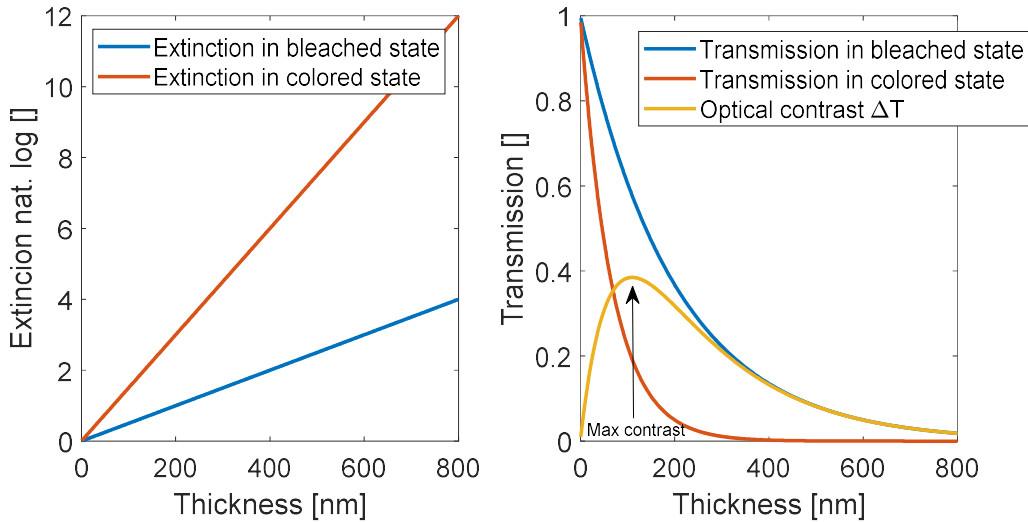 12
10
8
6
4
2
0
Extincion nat. log []
Extinction in bleached state
Extinction in colored state
0
200
400
600
800
Thickness [nm]
1
0.8
0.6
0.4
0.2
0
Transmission []
Transmission in bleached state
Transmission in colored state
Optical contrast ΔT
Max contrast
0
200
400
600
800
Thickness [nm]